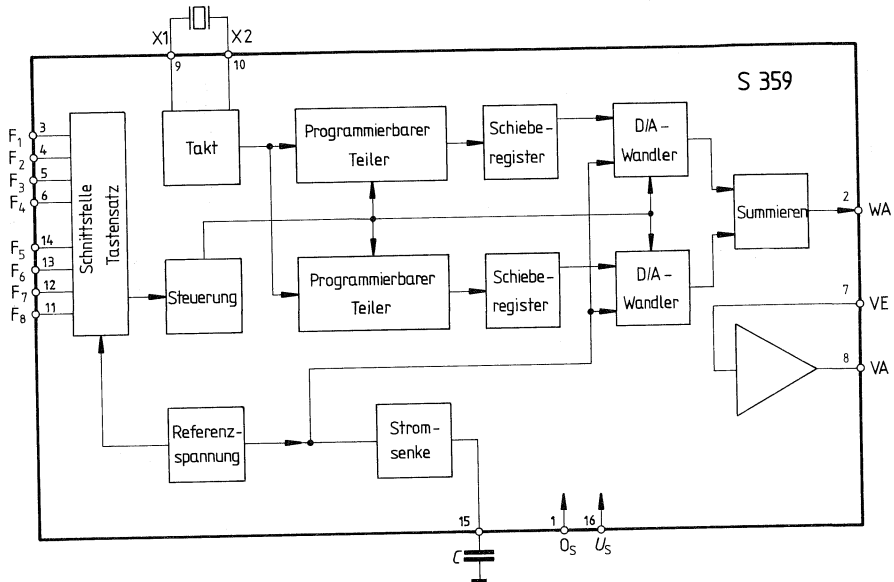 X1
X2
9
10
S 359
F1
3
F2
4
F3
5
F4
6
F5
14
F6
13
F7
12
F8
11
Schnittstelle
Tastensatz
Takt
Programmierbarer
Teiler
Schiebe-
register
D/A-
Wandler
Summieren
2
WA
Steuerung
Programmierbarer
Teiler
Schiebe-
register
D/A-
Wandler
7
VE
8
VA
Referenz-
spannung
Strom-
senke
15
C
1
OS
16
US